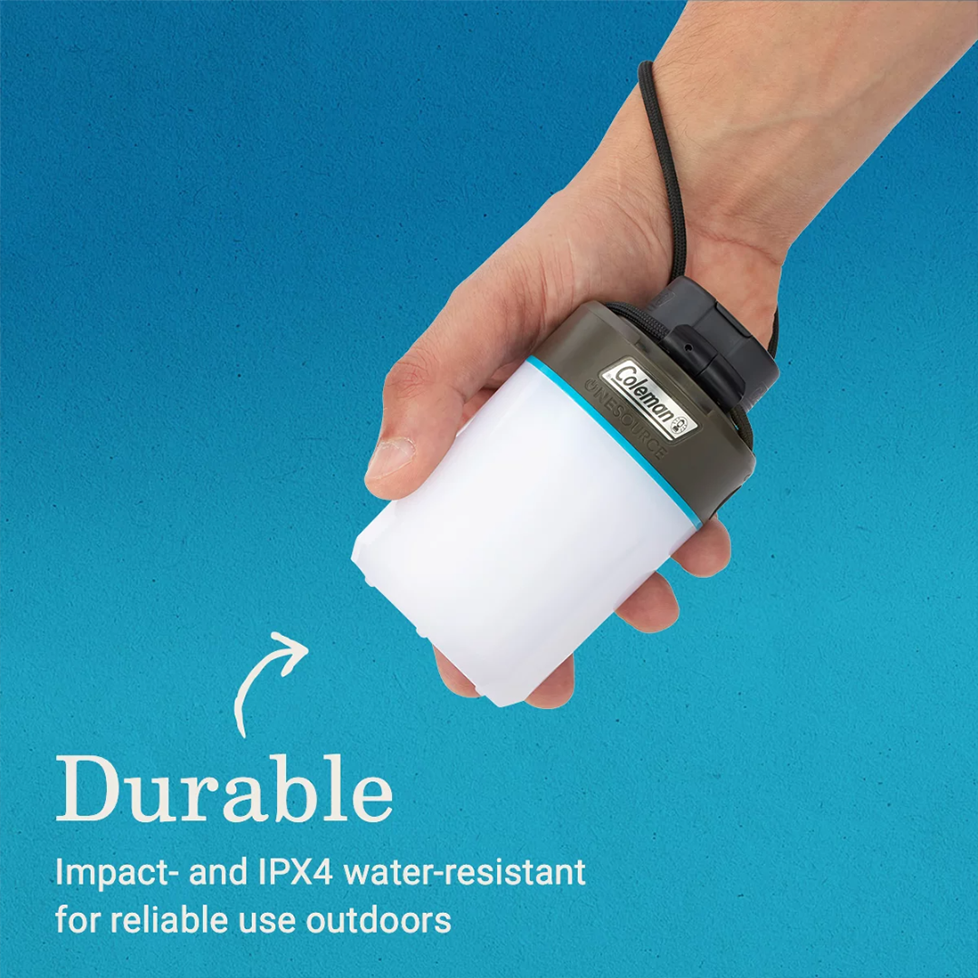 Coleman
ONESOURCE
Durable
Impact- and IPX4 water-resistant
for reliable use outdoors